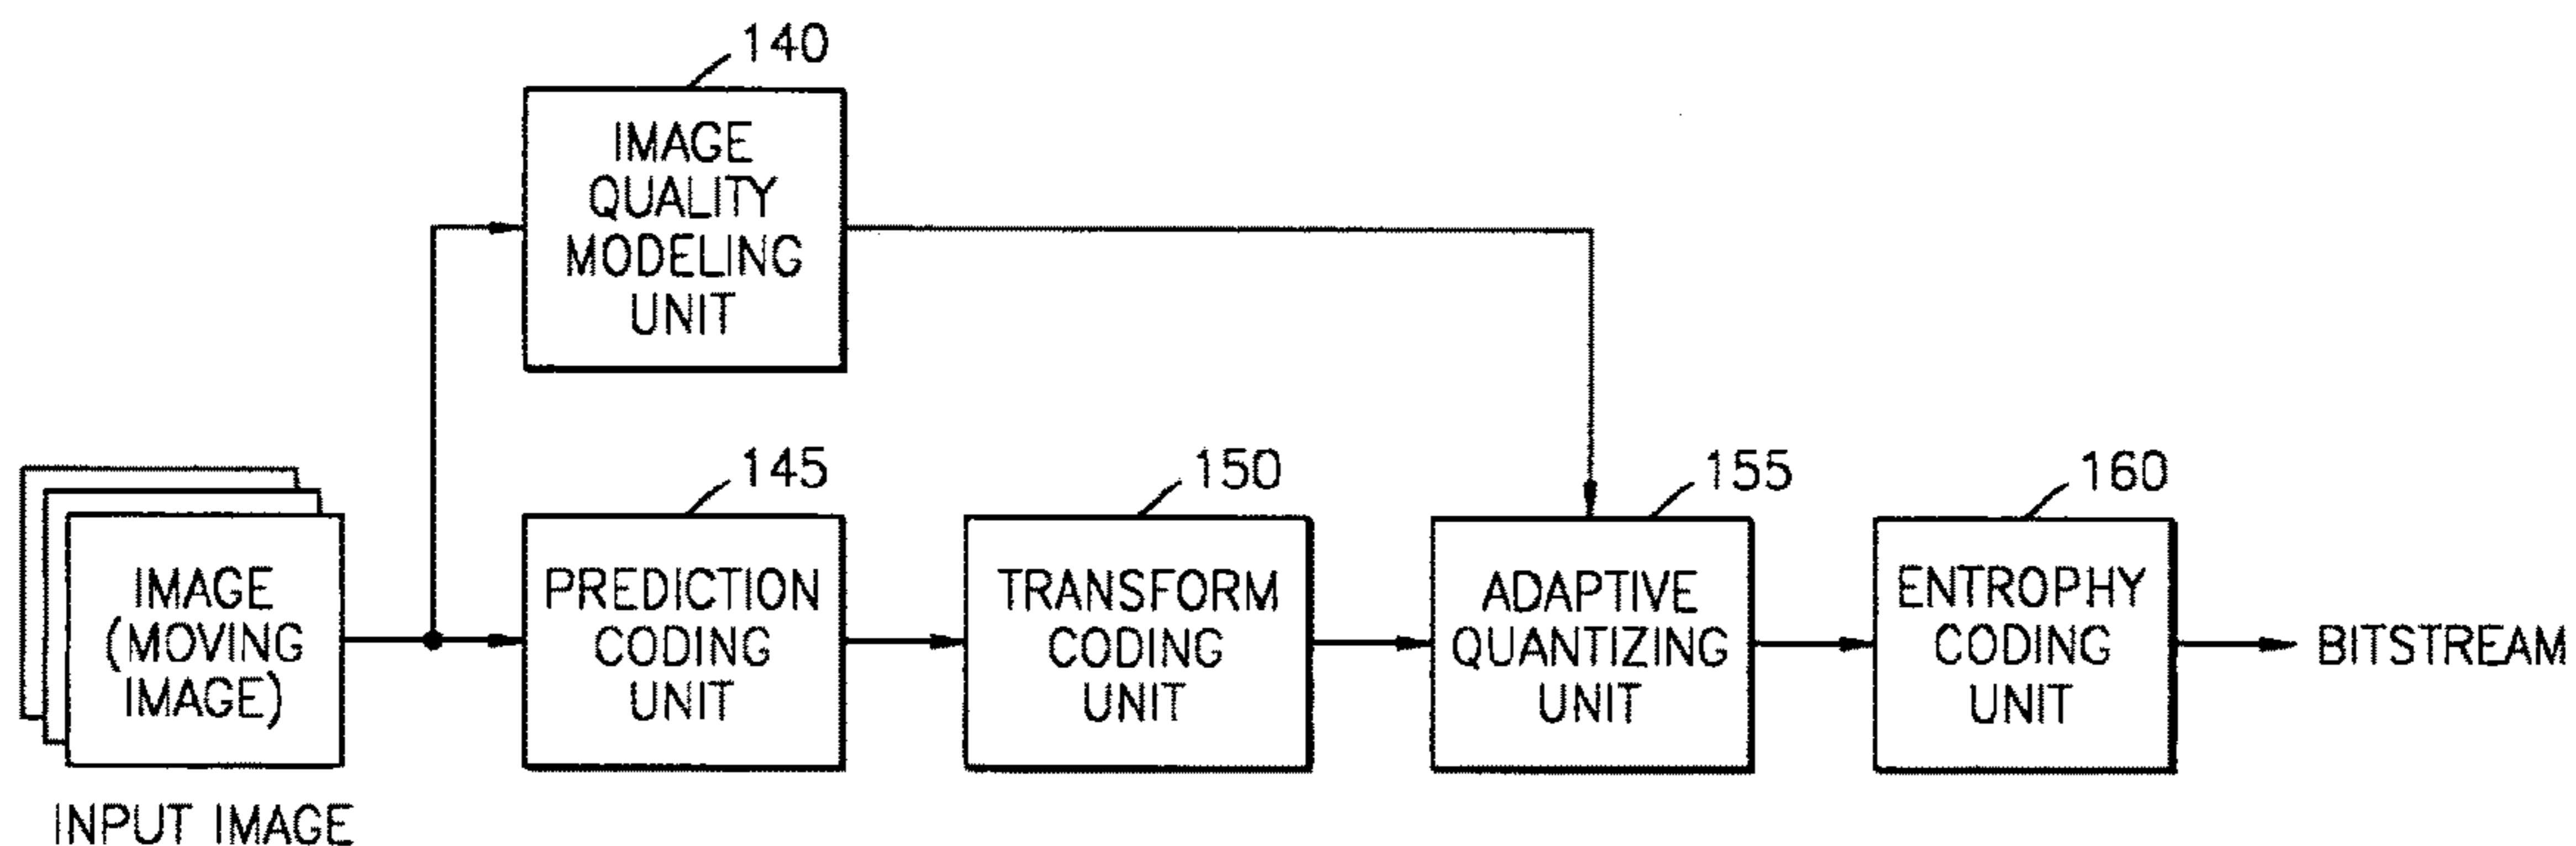 140
IMAGE
QUALITY
MODELING
UNIT
145
150
155
160
IMAGE
(MOVING
IMAGE)
PREDICTION
CODING
UNIT
TRANSFORM
CODING
UNIT
ADAPTIVE
QUANTIZING
UNIT
ENTROPHY
CODING
UNIT
BITSTREAM
INPUT IMAGE